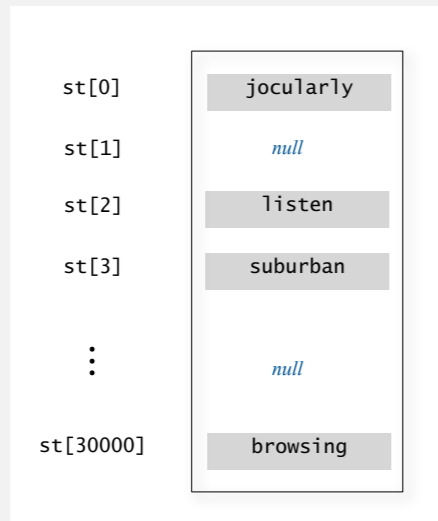 st[0] jocularly
st[1] null
st[2] listen
st[3] suburban
⋮ null
st[30000] browsing